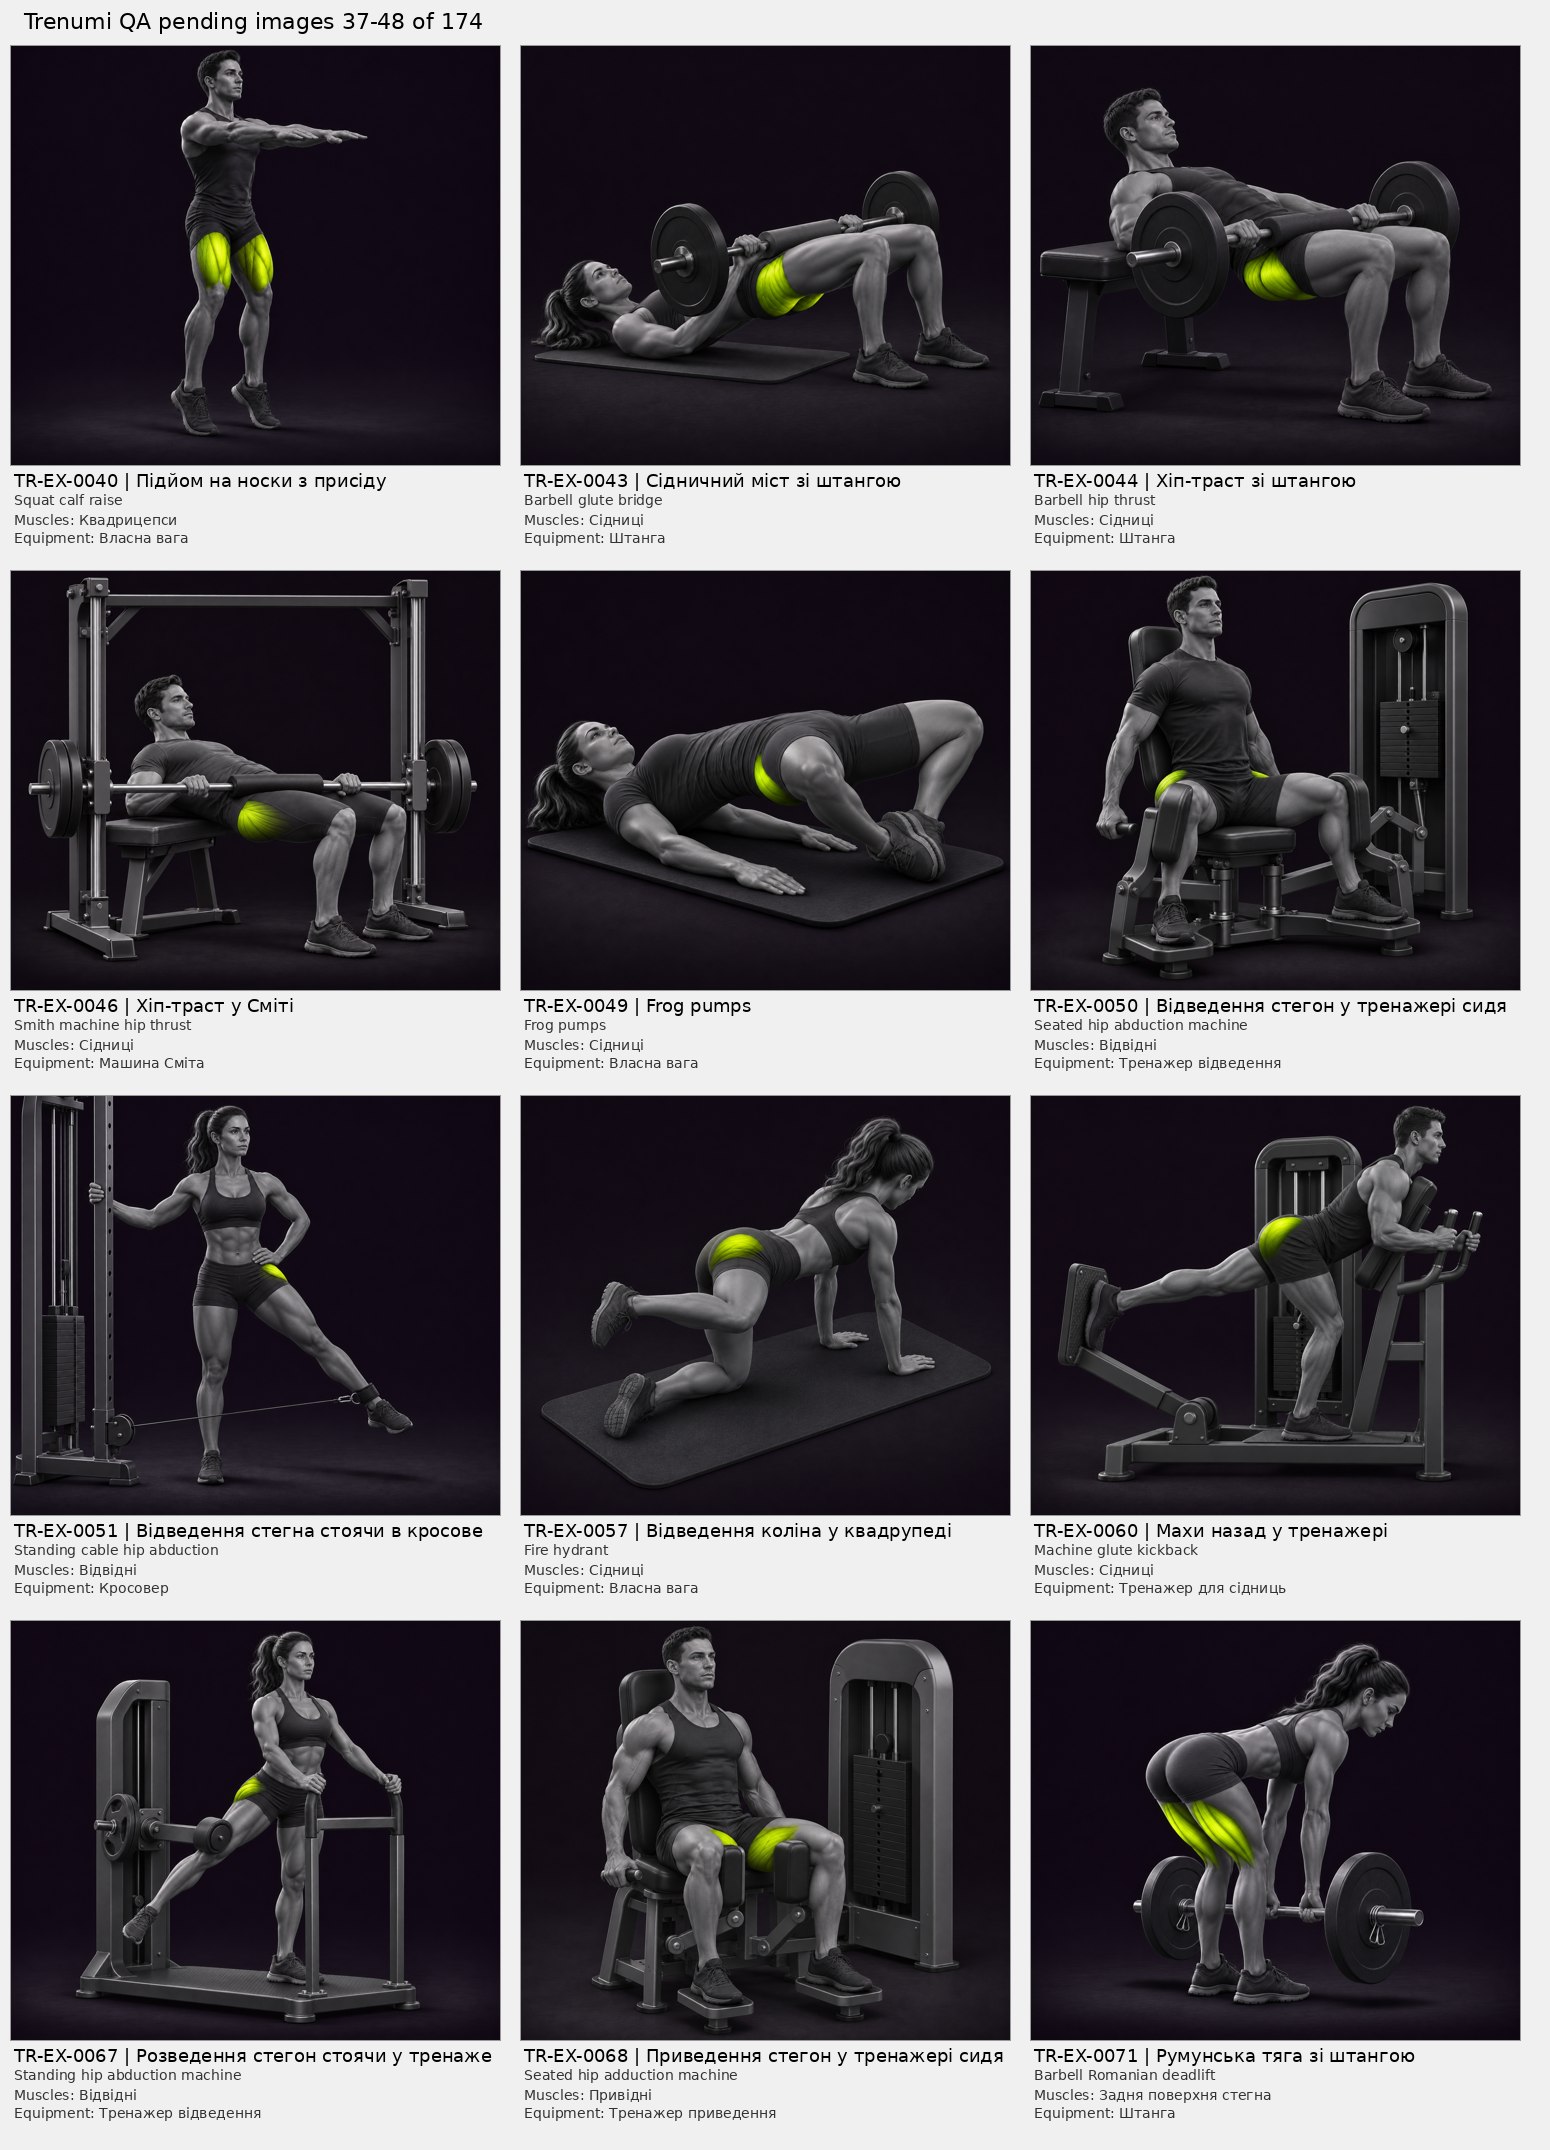 Trenumi QA pending images 37-48 of 174
TR-EX-0040 | Підйом на носки з присіду
Squat calf raise
Muscles: Квадрицепси
Equipment: Власна вага
TR-EX-0043 | Сідничний міст зі штангою
Barbell glute bridge
Muscles: Сідниці
Equipment: Штанга
TR-EX-0044 | Хіп-траст зі штангою
Barbell hip thrust
Muscles: Сідниці
Equipment: Штанга
TR-EX-0046 | Хіп-траст у Сміті
Smith machine hip thrust
Muscles: Сідниці
Equipment: Машина Сміта
TR-EX-0049 | Frog pumps
Frog pumps
Muscles: Сідниці
Equipment: Власна вага
TR-EX-0050 | Відведення стегон у тренажері сидя
Seated hip abduction machine
Muscles: Відвідні
Equipment: Тренажер відведення
TR-EX-0051 | Відведення стегна стоячи в кросове
Standing cable hip abduction
Muscles: Відвідні
Equipment: Кросовер
TR-EX-0057 | Відведення коліна у квадрупеді
Fire hydrant
Muscles: Сідниці
Equipment: Власна вага
TR-EX-0060 | Махи назад у тренажері
Machine glute kickback
Muscles: Сідниці
Equipment: Тренажер для сідниць
TR-EX-0067 | Розведення стегон стоячи у тренаже
Standing hip abduction machine
Muscles: Відвідні
Equipment: Тренажер відведення
TR-EX-0068 | Приведення стегон у тренажері сидя
Seated hip adduction machine
Muscles: Привідні
Equipment: Тренажер приведення
TR-EX-0071 | Румунська тяга зі штангою
Barbell Romanian deadlift
Muscles: Задня поверхня стегна
Equipment: Штанга